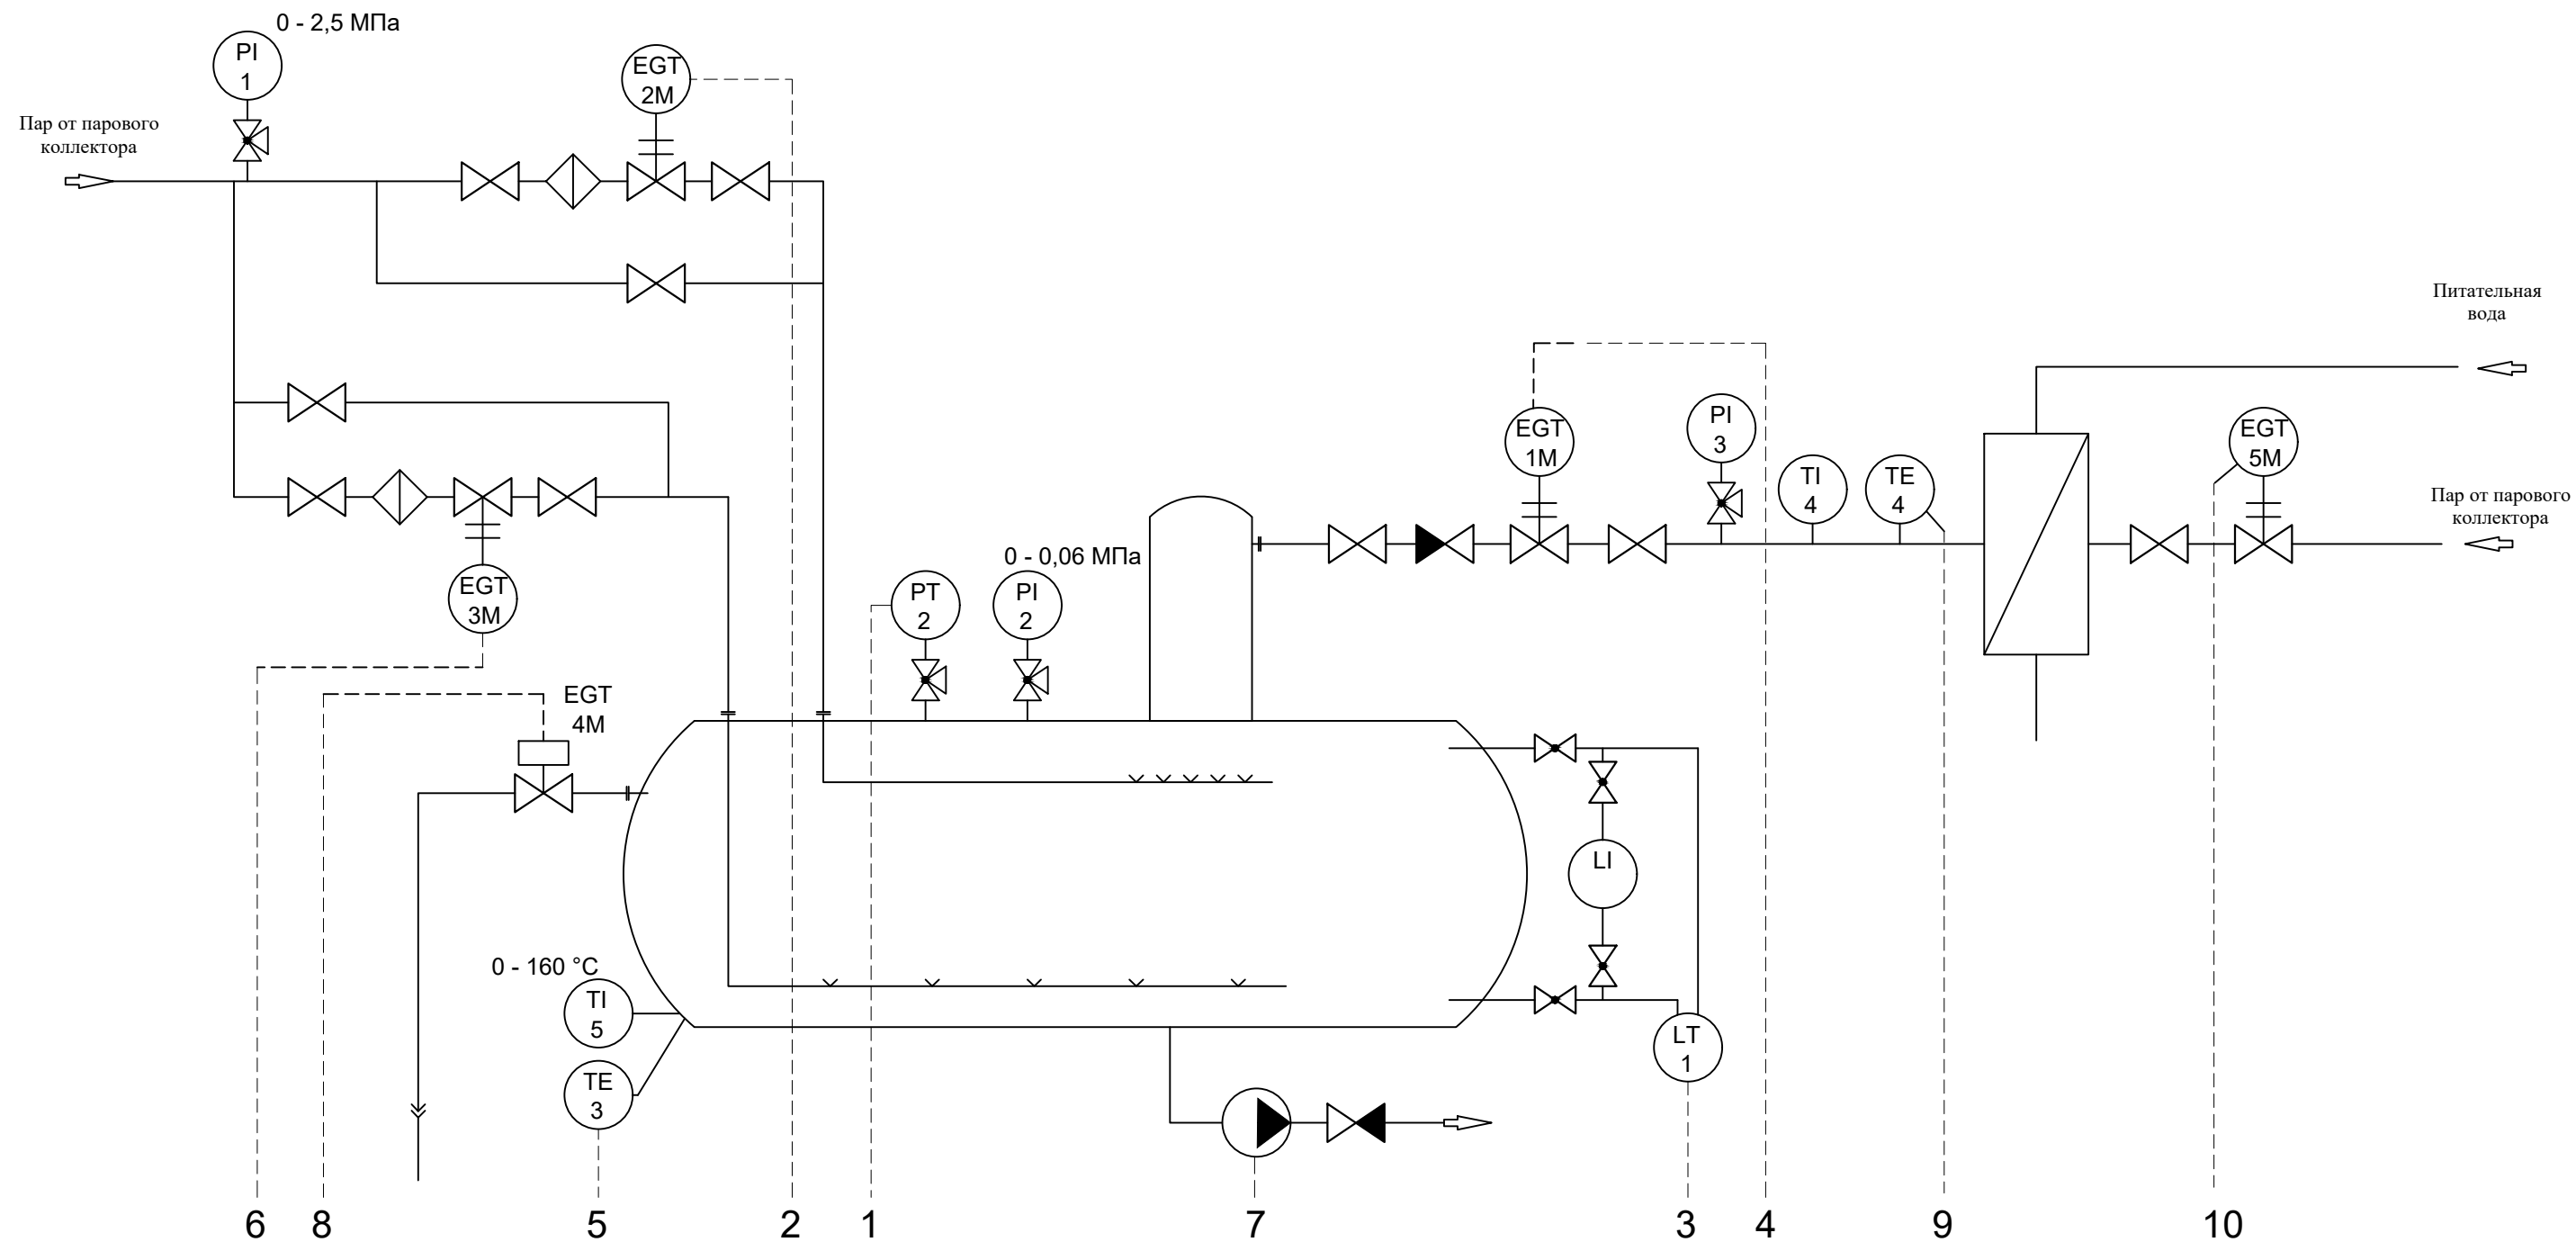 0 - 2,5 МПа
PI
1
EGT
2M
Пар от парового
коллектора
Питательная
вода
EGT
1M
PI
3
TI
4
TE
4
EGT
5M
Пар от парового
коллектора
0 - 0,06 МПа
EGT
3M
PT
2
PI
2
EGT
4M
LI
0 - 160 °C
TI
5
TE
3
LT
1
6
8
5
2
1
7
3
4
9
10